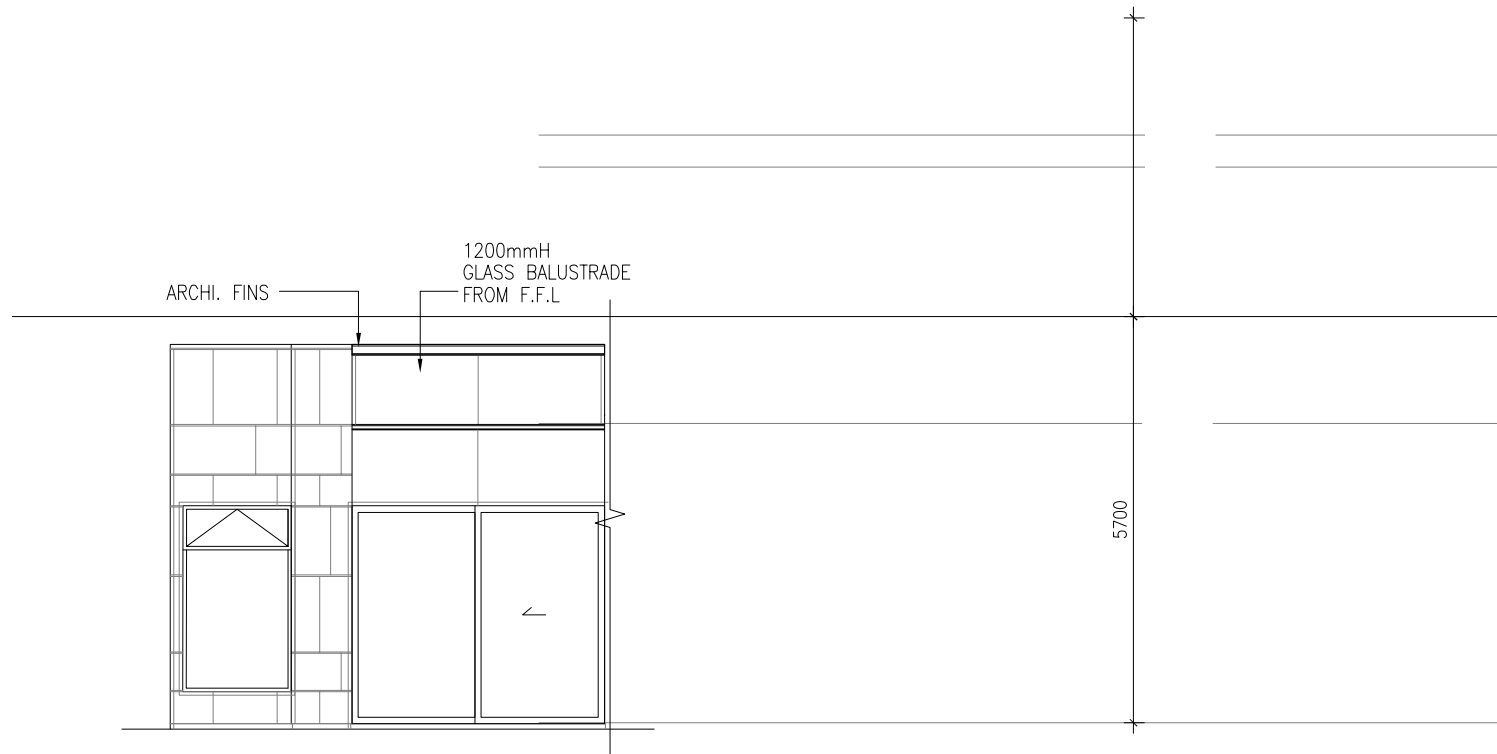 1200mmH
GLASS BALUSTRADE
FROM F.F.L
ARCHI. FINS
5700